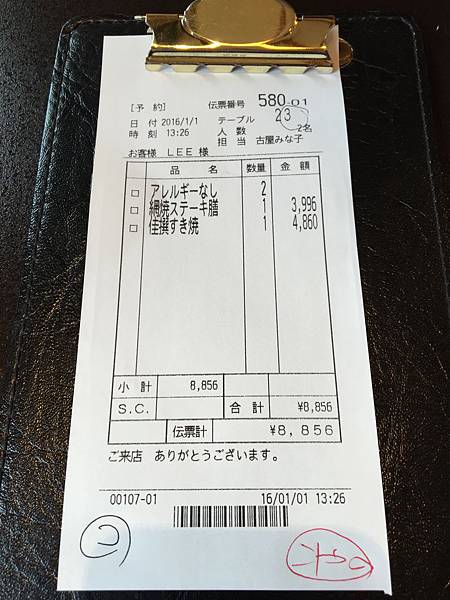 [予 約] 伝票番号 580-01
日 付 2016/1/1 テーブル 23
時 刻 13:26 人 数 2名
担 当 古屋みな子
お客様 LEE 様
品 名 数量 金 額
□ アレルギーなし 2
□ 網焼ステーキ膳 1 3,996
□ 佳撰すき焼 1 4,860
小 計 8,856
S.C. 合 計 ¥8,856
伝票計 ¥8,856
ご来店 ありがとうございます。
00107-01 16/01/01 13:26